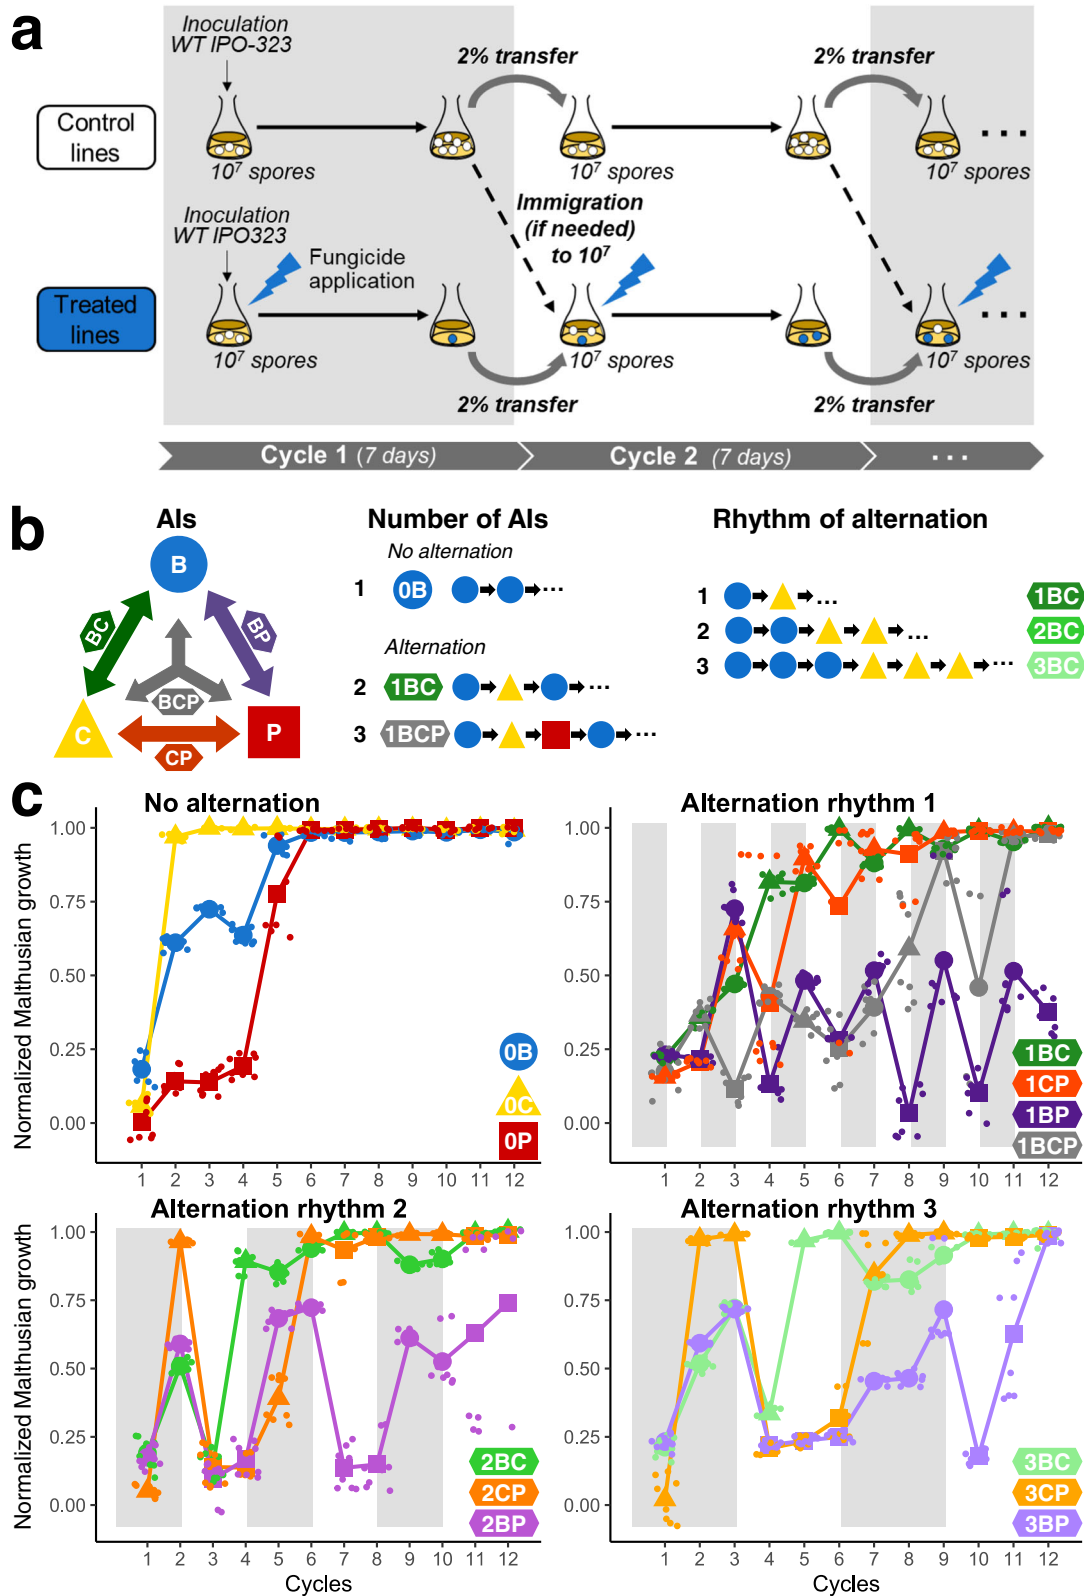 a
Inoculation
WT IPO-323
2% transfer
2% transfer
Control
lines
10⁷ spores
10⁷ spores
10⁷ spores
Inoculation
WT IPO323
Immigration
(if needed)
to 10⁷
Fungicide
application
Treated
lines
10⁷ spores
10⁷ spores
10⁷ spores
2% transfer
2% transfer
Cycle 1 (7 days)
Cycle 2 (7 days)
...
b
AIs
B
BC
BP
BCP
C
P
CP
Number of AIs
No alternation
1 0B ...
Alternation
2 1BC ...
3 1BCP ...
Rhythm of alternation
1 ... 1BC
2 ... 2BC
3 ... 3BC
c
No alternation
Normalized Malthusian growth
1.00
0.75
0.50
0.25
0.00
0B
0C
0P
1 2 3 4 5 6 7 8 9 10 11 12
Alternation rhythm 1
1.00
0.75
0.50
0.25
0.00
1BC
1CP
1BP
1BCP
1 2 3 4 5 6 7 8 9 10 11 12
Alternation rhythm 2
Normalized Malthusian growth
1.00
0.75
0.50
0.25
0.00
2BC
2CP
2BP
1 2 3 4 5 6 7 8 9 10 11 12
Cycles
Alternation rhythm 3
1.00
0.75
0.50
0.25
0.00
3BC
3CP
3BP
1 2 3 4 5 6 7 8 9 10 11 12
Cycles